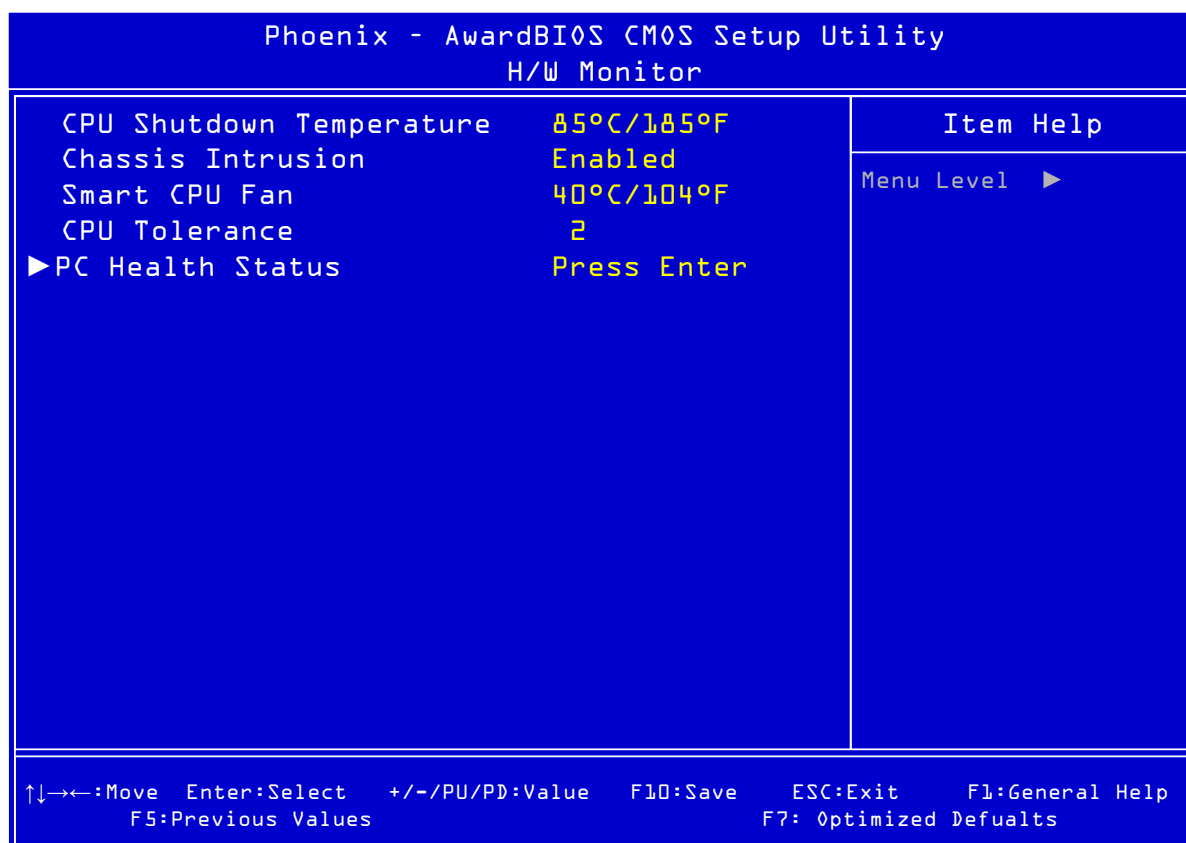 Phoenix - AwardBIOS CMOS Setup Utility
H/W Monitor
CPU Shutdown Temperature 85°C/185°F
Chassis Intrusion Enabled
Smart CPU Fan 40°C/104°F
CPU Tolerance 2
►PC Health Status Press Enter
Item Help
Menu Level ►
↑↓→←:Move Enter:Select +/-/PU/PD:Value F10:Save ESC:Exit F1:General Help
F5:Previous Values F7: Optimized Defualts